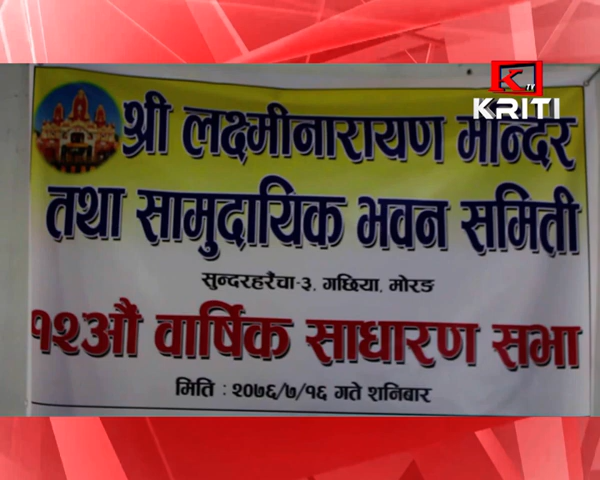 K TV
KRITI
श्री लक्ष्मीनारायण मन्दिर
तथा सामुदायिक भवन समिती
सुन्दरहरैंचा-३, गछिया, मोरङ
१२औं वार्षिक साधारण सभा
मिति : २०७६/७/१६ गते शनिबार